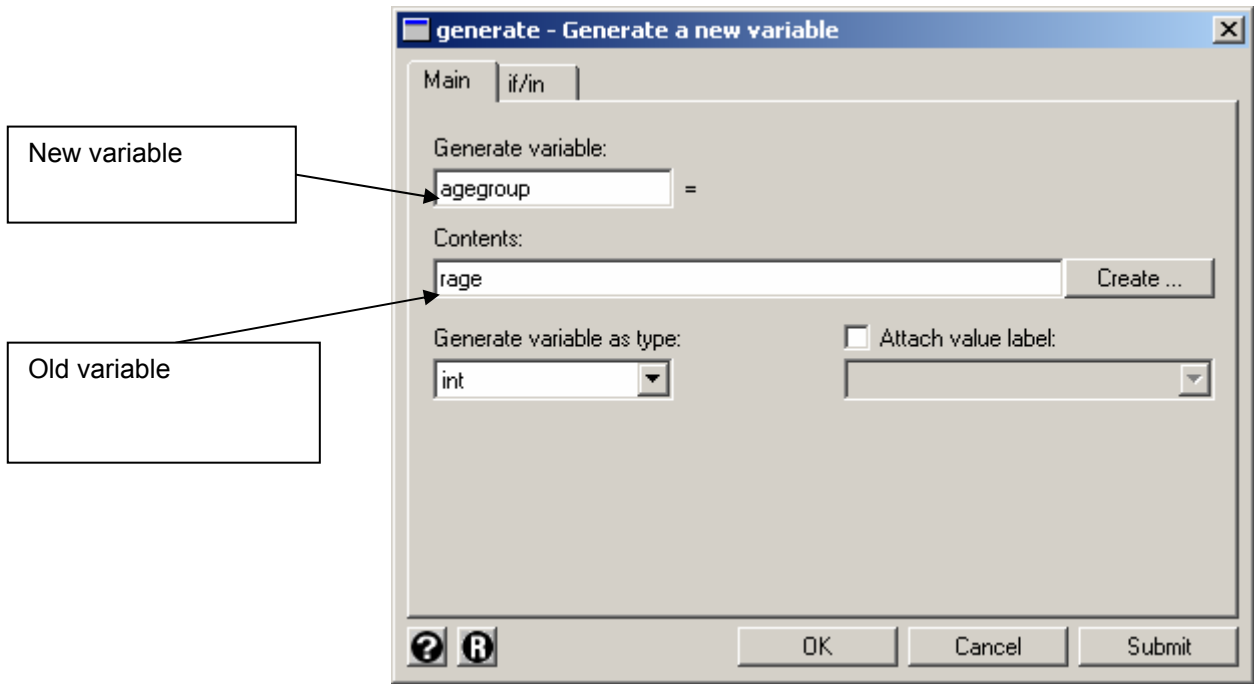 generate - Generate a new variable
Main if/in
New variable
Generate variable:
agegroup =
Contents:
rage Create ...
Old variable
Generate variable as type: Attach value label:
int
? R OK Cancel Submit